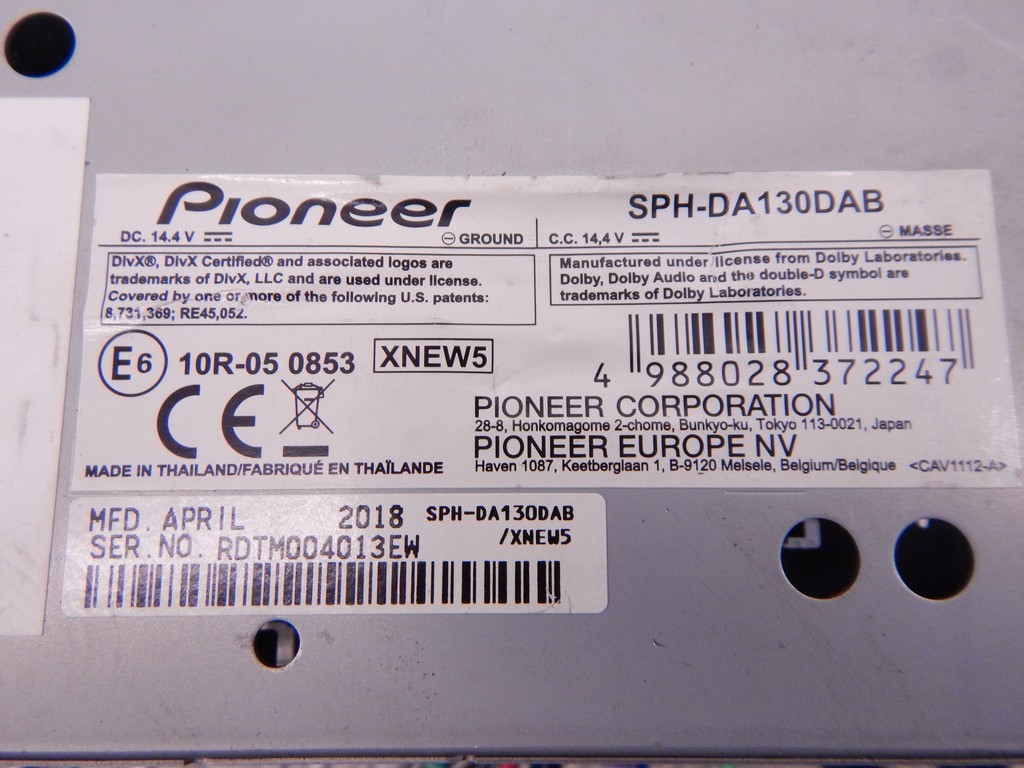 Pioneer
SPH-DA130DAB
DC. 14.4 V
⊖ GROUND
C.C. 14,4 V
⊖ MASSE
DivX®, DivX Certified® and associated logos are
trademarks of DivX, LLC and are used under license.
Covered by one or more of the following U.S. patents:
8,731,369; RE45,052.
Manufactured under license from Dolby Laboratories.
Dolby, Dolby Audio and the double-D symbol are
trademarks of Dolby Laboratories.
E6 10R-05 0853 XNEW5
4 988028 372247
CE
PIONEER CORPORATION
28-8, Honkomagome 2-chome, Bunkyo-ku, Tokyo 113-0021, Japan
PIONEER EUROPE NV
Haven 1087, Keetberglaan 1, B-9120 Melsele, Belgium/Belgique <CAV1112-A>
MADE IN THAILAND/FABRIQUÉ EN THAÏLANDE
MFD. APRIL 2018 SPH-DA130DAB
/XNEW5
SER.NO. RDTM004013EW